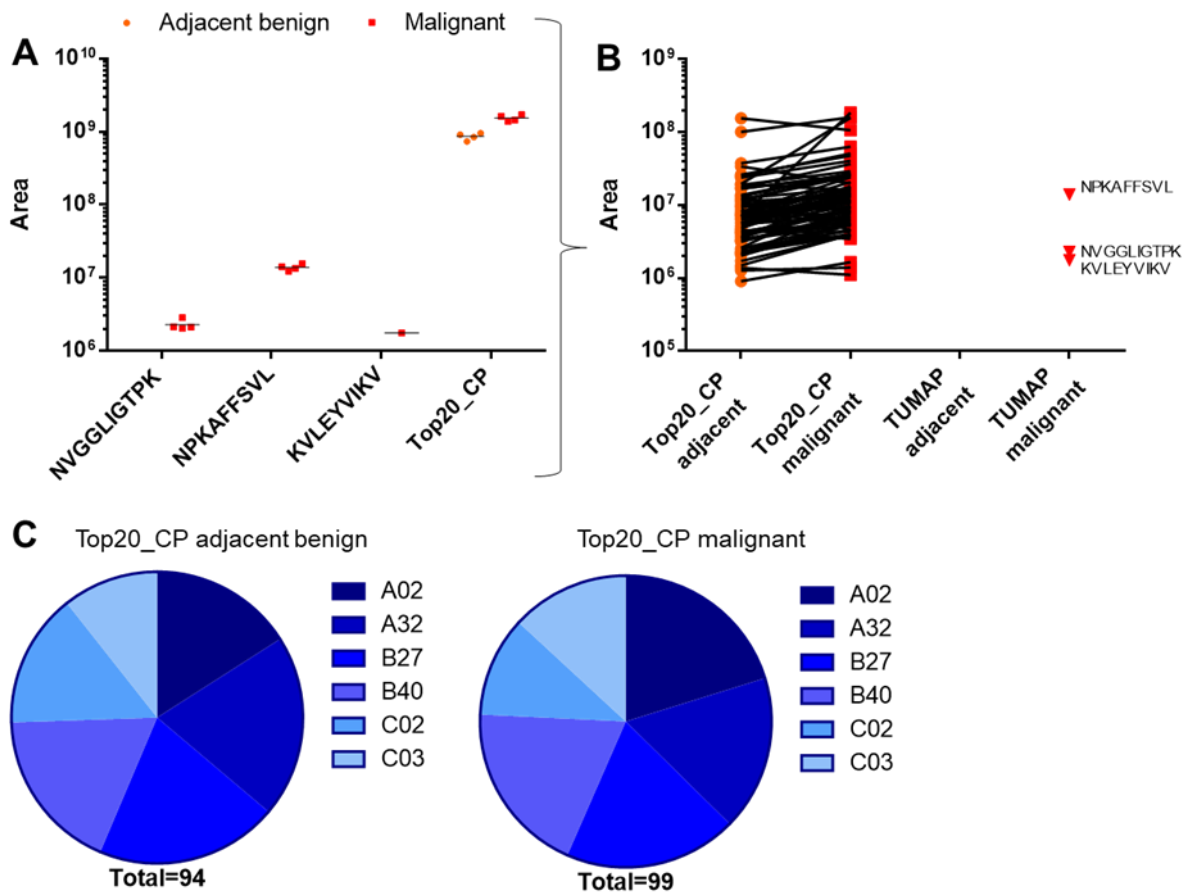 Adjacent benign Malignant
A
Area
10^10
10^9
10^8
10^7
10^6
NVGGLIGTPK
NPKAFFSVL
KVLEYVIKV
Top20_CP
B
Area
10^9
10^8
10^7
10^6
10^5
NPKAFFSVL
NVGGLIGTPK
KVLEYVIKV
Top20_CP
adjacent
Top20_CP
malignant
TUMAP
adjacent
TUMAP
malignant
C
Top20_CP adjacent benign
A02
A32
B27
B40
C02
C03
Total=94
Top20_CP malignant
A02
A32
B27
B40
C02
C03
Total=99